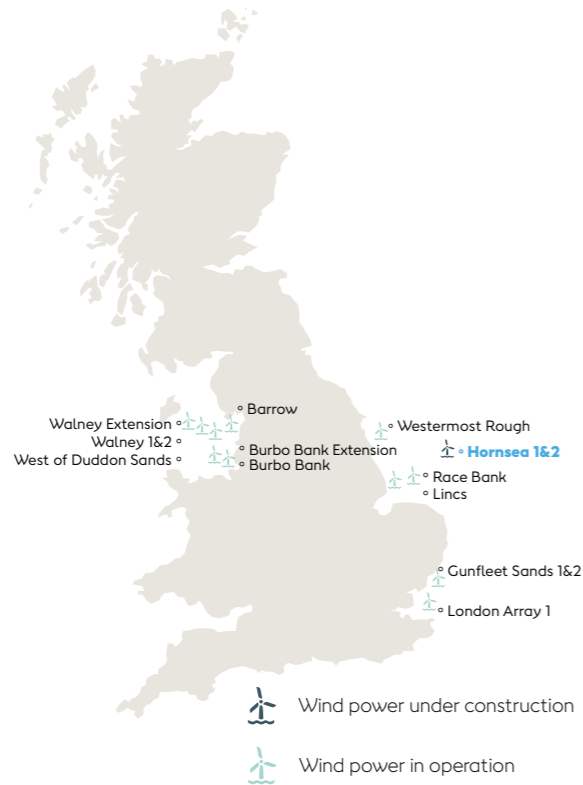 Barrow
Walney Extension
Walney 1&2
West of Duddon Sands
Burbo Bank Extension
Burbo Bank
Westermost Rough
Hornsea 1&2
Race Bank
Lincs
Gunfleet Sands 1&2
London Array 1
Wind power under construction
Wind power in operation